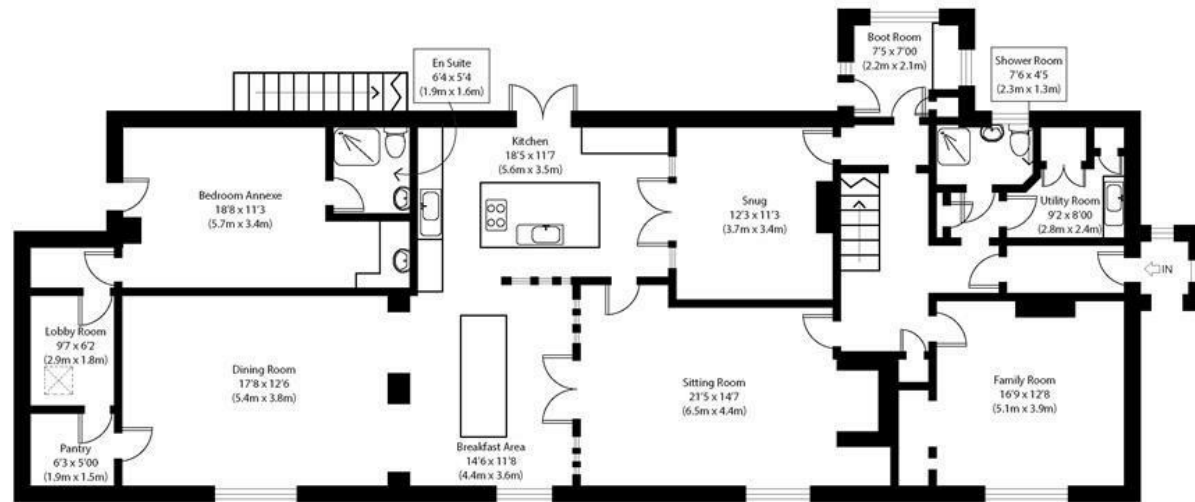 Boot Room
7'5 x 7'00
(2.2m x 2.1m)
En Suite
6'4 x 5'4
(1.9m x 1.6m)
Shower Room
7'6 x 4'5
(2.3m x 1.3m)
Kitchen
18'5 x 11'7
(5.6m x 3.5m)
Bedroom Annexe
18'8 x 11'3
(5.7m x 3.4m)
Snug
12'3 x 11'3
(3.7m x 3.4m)
Utility Room
9'2 x 8'00
(2.8m x 2.4m)
IN
Lobby Room
9'7 x 6'2
(2.9m x 1.8m)
Dining Room
17'8 x 12'6
(5.4m x 3.8m)
Sitting Room
21'5 x 14'7
(6.5m x 4.4m)
Family Room
16'9 x 12'8
(5.1m x 3.9m)
Pantry
6'3 x 5'00
(1.9m x 1.5m)
Breakfast Area
14'6 x 11'8
(4.4m x 3.6m)